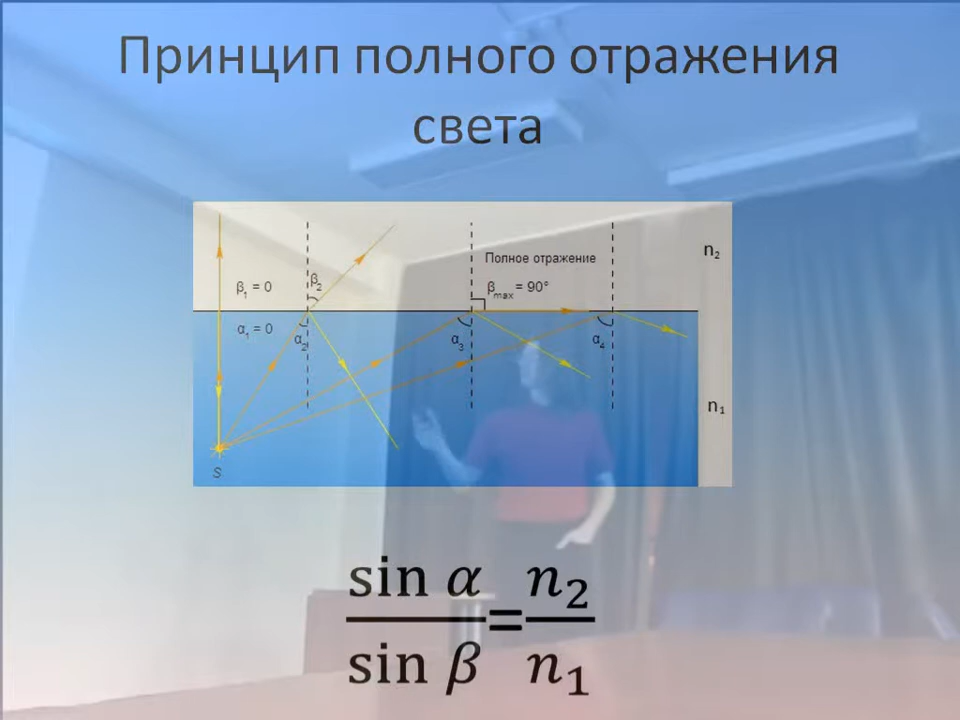 Принцип полного отражения
света
n₂
Полное отражение
β₂
β₁ = 0
βmax = 90°
α₁ = 0
α₂
α₃
α₄
n₁
S
sin α / sin β = n₂ / n₁